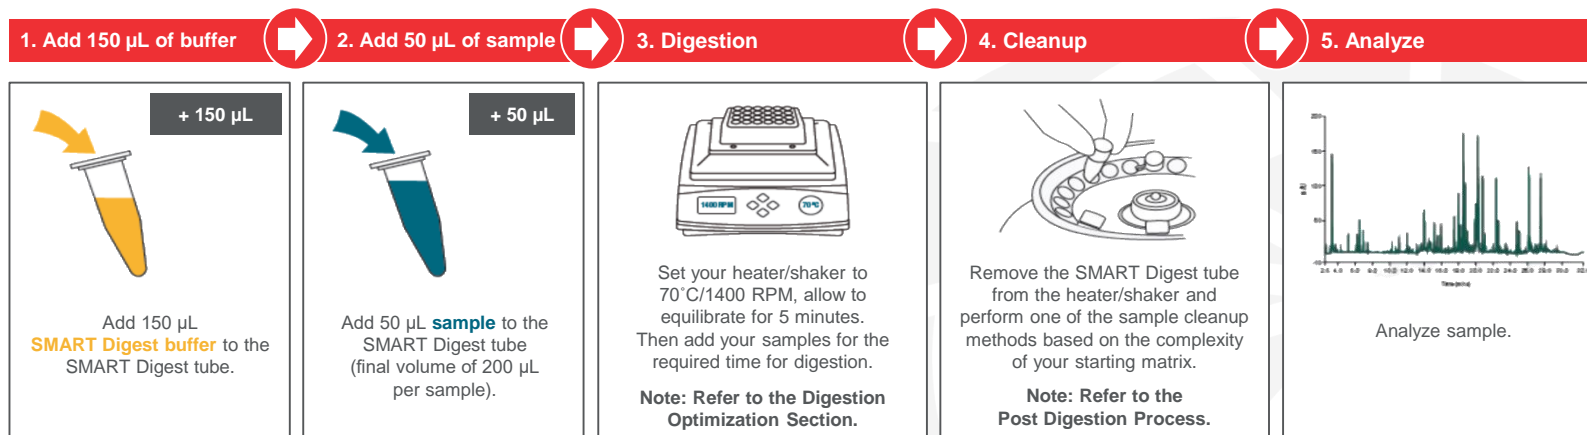 1. Add 150 µL of buffer
2. Add 50 µL of sample
3. Digestion
4. Cleanup
5. Analyze
+ 150 µL
Add 150 µL
SMART Digest buffer to the
SMART Digest tube.
+ 50 µL
Add 50 µL sample to the
SMART Digest tube
(final volume of 200 µL
per sample).
1400 RPM
70°C
Set your heater/shaker to
70˚C/1400 RPM, allow to
equilibrate for 5 minutes.
Then add your samples for the
required time for digestion.
Note: Refer to the Digestion
Optimization Section.
Remove the SMART Digest tube
from the heater/shaker and
perform one of the sample cleanup
methods based on the complexity
of your starting matrix.
Note: Refer to the
Post Digestion Process.
Analyze sample.